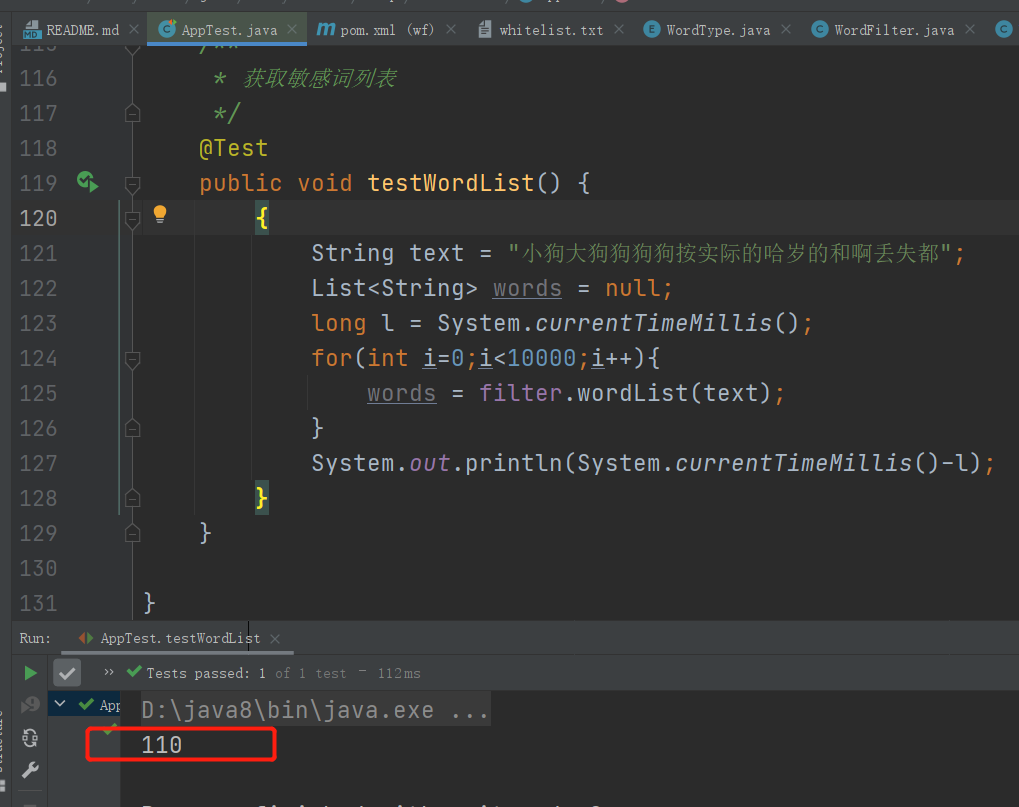 README.md AppTest.java pom.xml (wf) whitelist.txt WordType.java WordFilter.java
115 /**
116 * 获取敏感词列表
117 */
118 @Test
119 public void testWordList() {
120 {
121 String text = "小狗大狗狗狗狗按实际的哈岁的和啊丢失都";
122 List<String> words = null;
123 long l = System.currentTimeMillis();
124 for(int i=0;i<10000;i++){
125 words = filter.wordList(text);
126 }
127 System.out.println(System.currentTimeMillis()-l);
128 }
129 }
130
131 }
Run: AppTest.testWordList
» Tests passed: 1 of 1 test – 112ms
App D:\java8\bin\java.exe ...
110